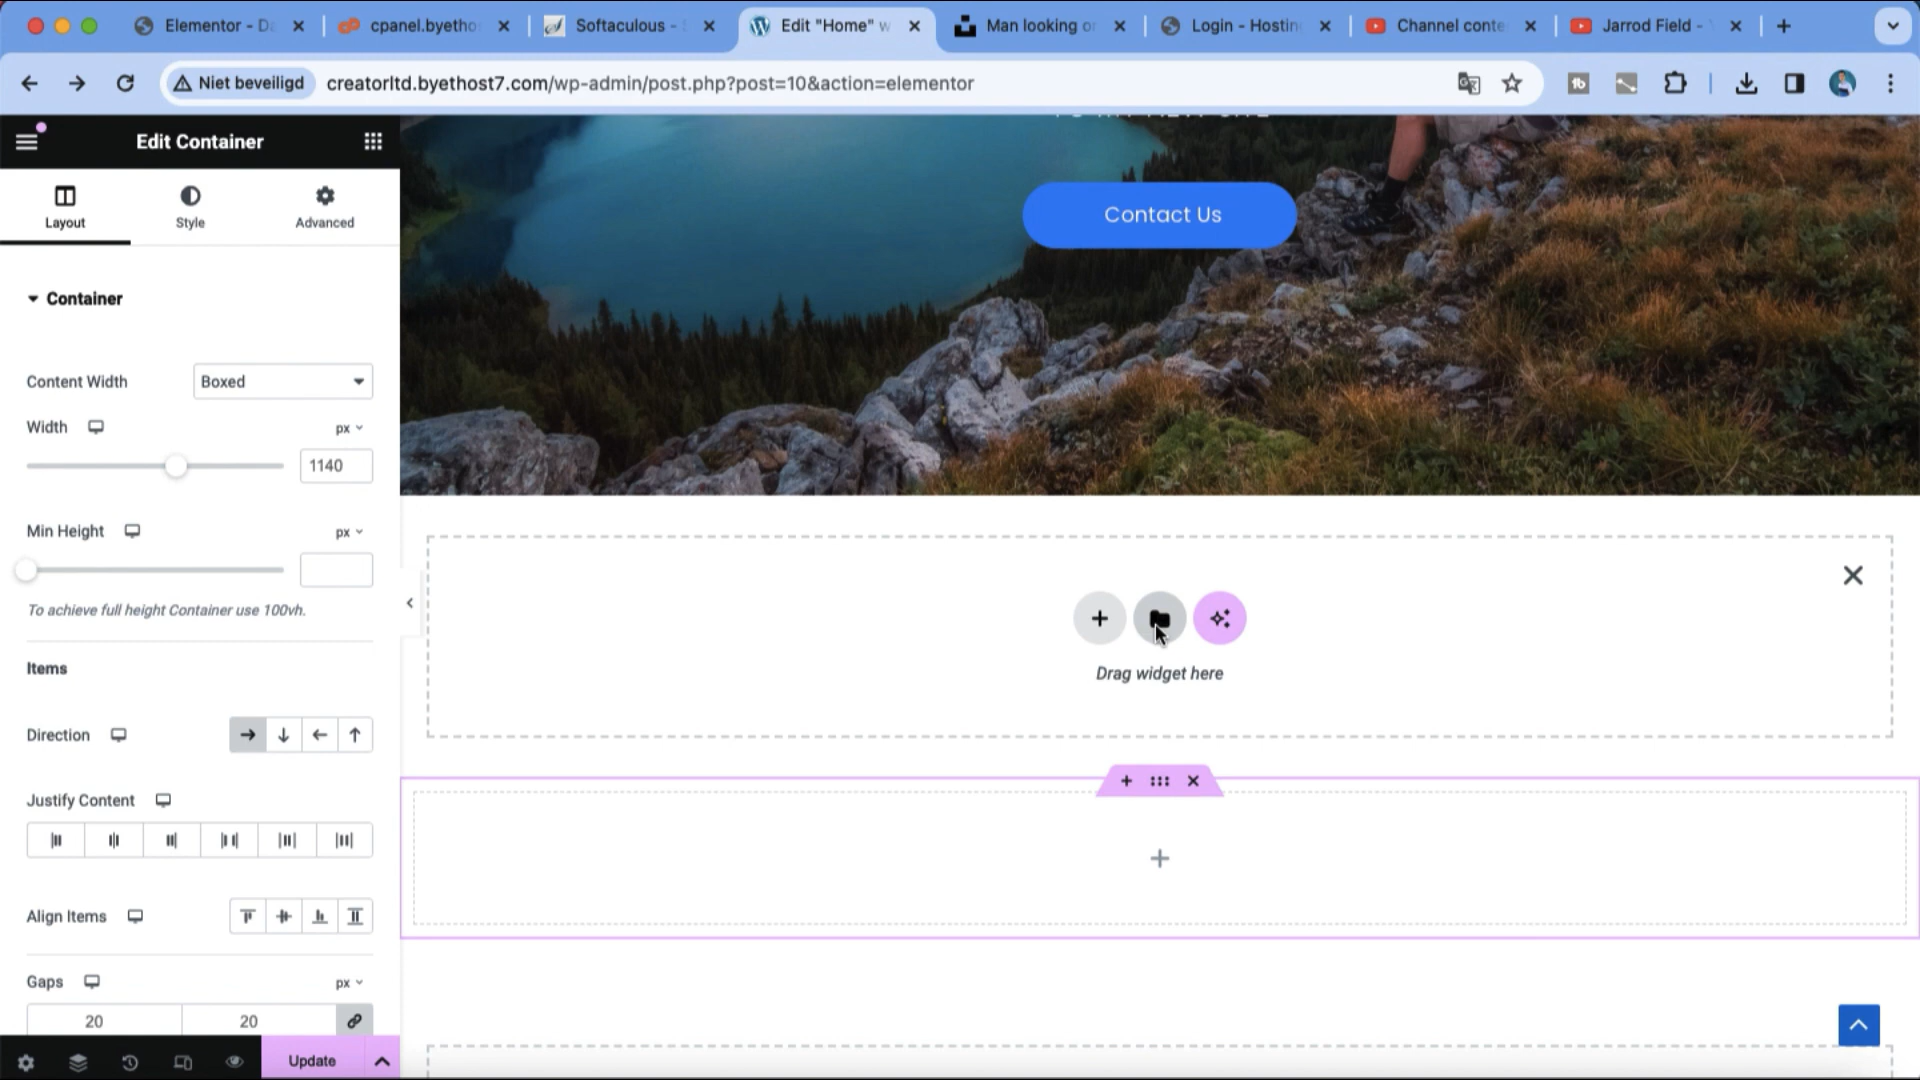 Elementor - Da
cpanel.byetho
Softaculous - S
Edit "Home" w
Man looking o
Login - Hostin
Channel conte
Jarrod Field - Y
Niet beveiligd
creatorltd.byethost7.com/wp-admin/post.php?post=10&action=elementor
Edit Container
Layout
Style
Advanced
Contact Us
Container
Content Width
Boxed
Width
px
1140
Min Height
px
To achieve full height Container use 100vh.
Drag widget here
Items
Direction
Justify Content
Align Items
Gaps
px
20
20
Update